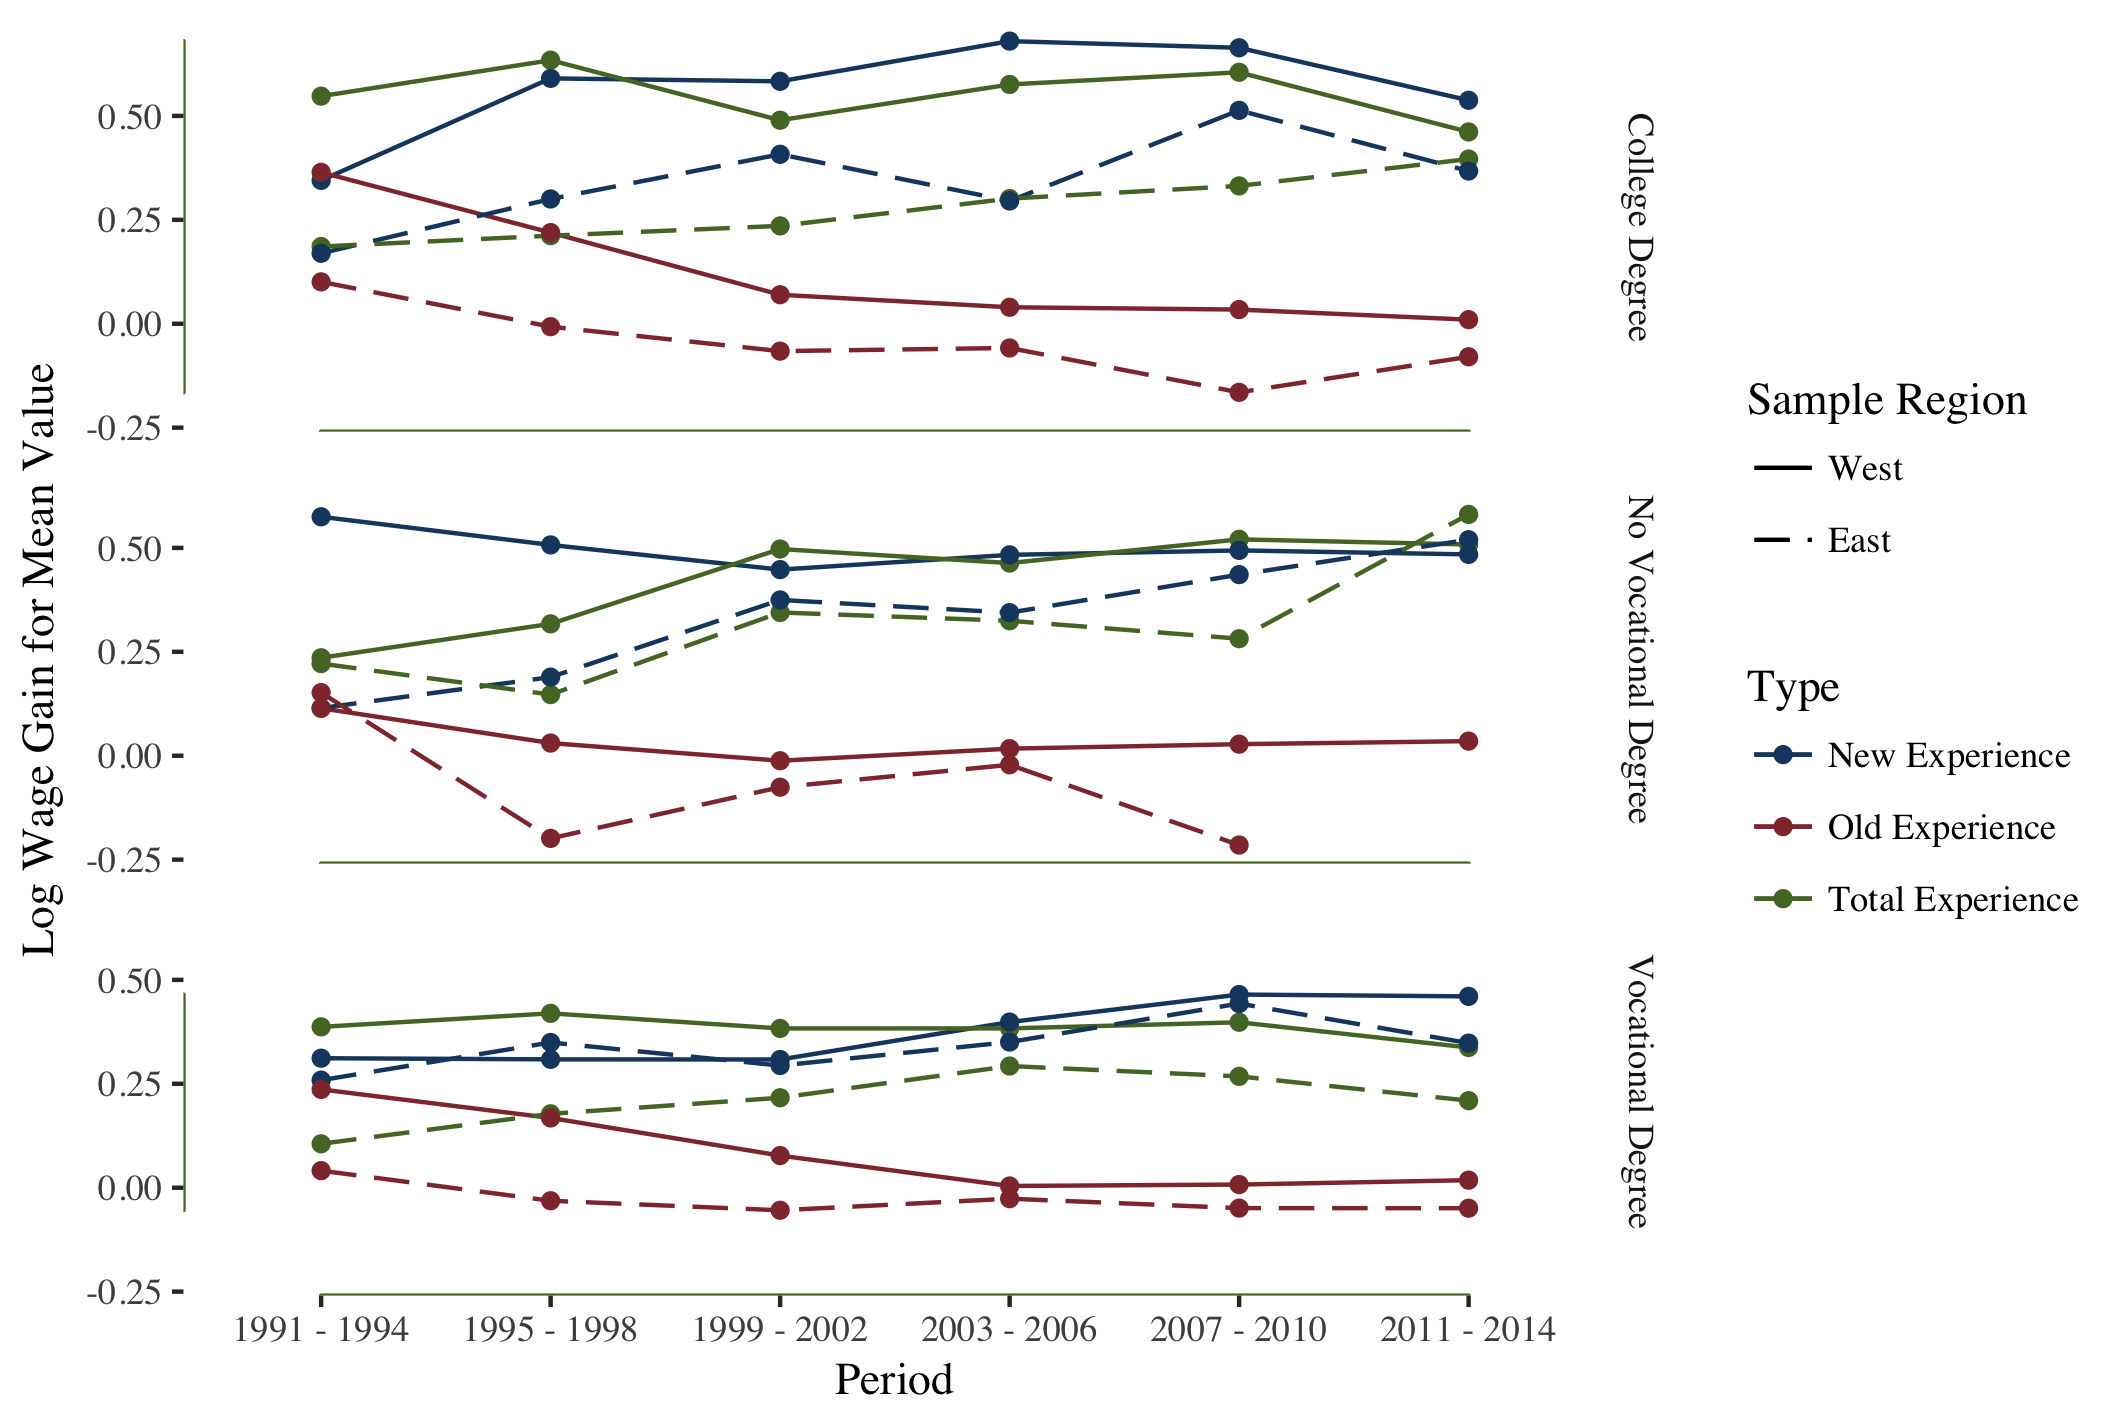 Log Wage Gain for Mean Value
0.50
0.25
0.00
-0.25
College Degree
0.50
0.25
0.00
-0.25
No Vocational Degree
0.50
0.25
0.00
-0.25
Vocational Degree
1991 - 1994
1995 - 1998
1999 - 2002
2003 - 2006
2007 - 2010
2011 - 2014
Period
Sample Region
West
East
Type
New Experience
Old Experience
Total Experience